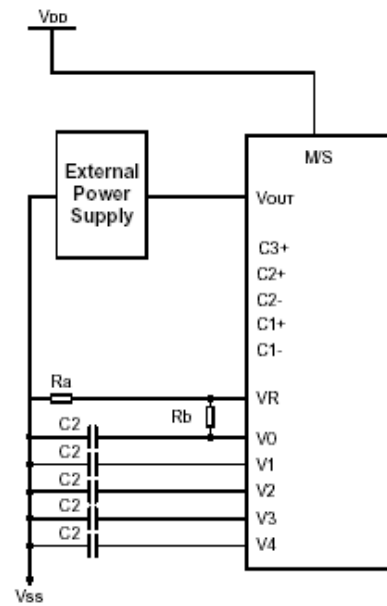 VDD
M/S
External
Power
Supply
VOUT
C3+
C2+
C2-
C1+
C1-
Ra
VR
C2
Rb
V0
C2
V1
C2
V2
C2
V3
C2
V4
Vss